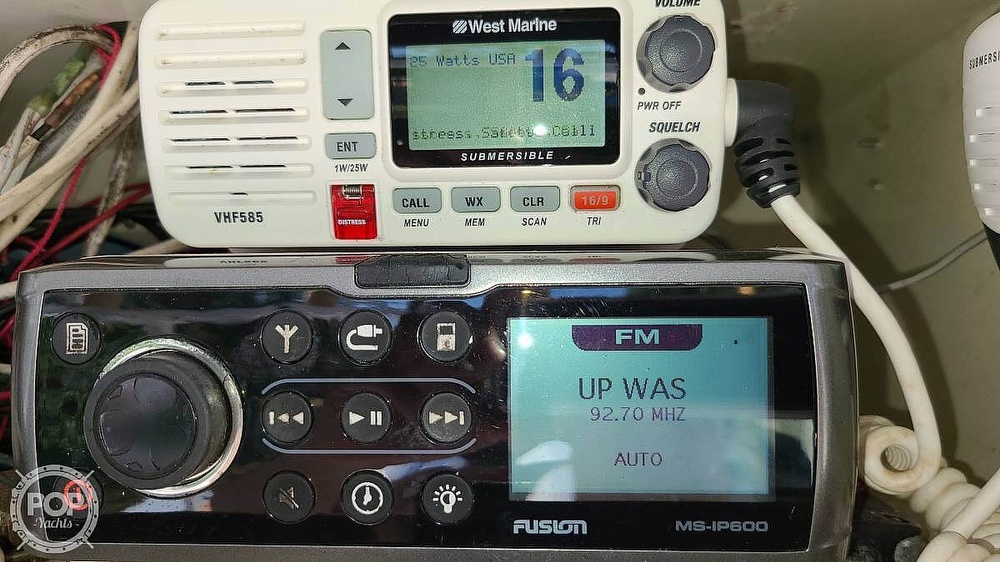 West Marine
VOLUME
25 Watts USA 16
PWR OFF
SQUELCH
ENT
1W/25W
SUBMERSIBLE
VHF585
DISTRESS
CALL WX CLR 16/9
MENU MEM SCAN TRI
SUBMERSI
FM
UP WAS
92.70 MHZ
AUTO
FUSION MS-IP600
POP
Yachts